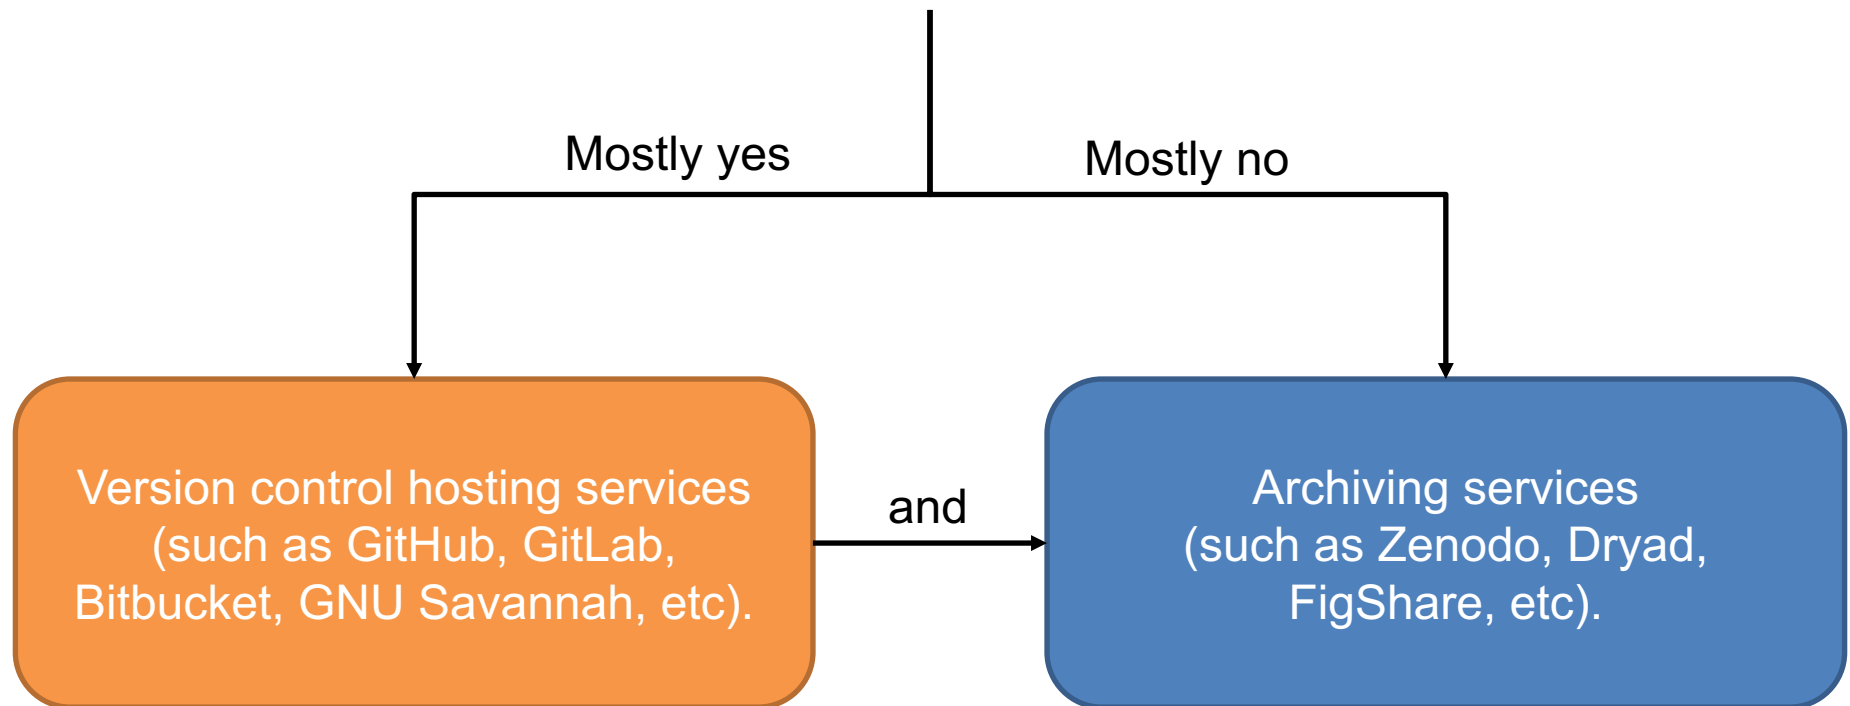 Mostly yes
Mostly no
Version control hosting services
(such as GitHub, GitLab,
Bitbucket, GNU Savannah, etc).
and
Archiving services
(such as Zenodo, Dryad,
FigShare, etc).